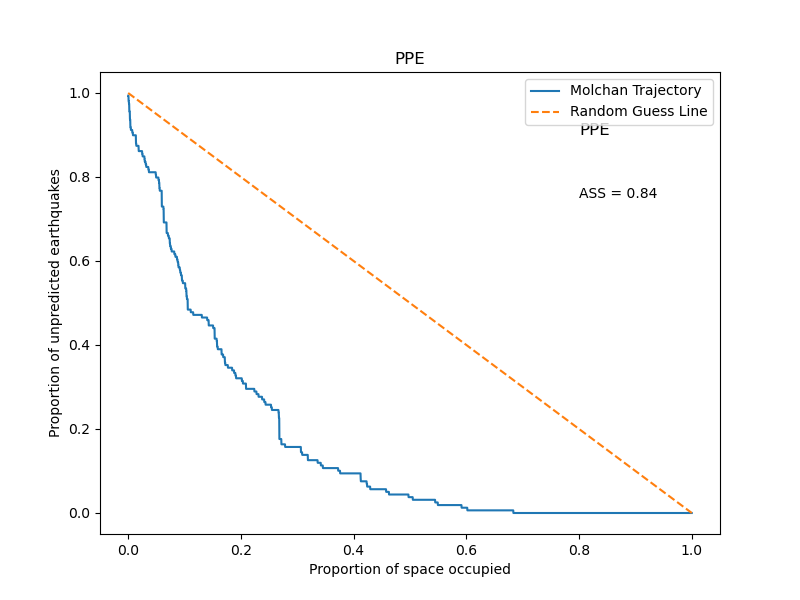 PPE
Molchan Trajectory
Random Guess Line
PPE
ASS = 0.84
Proportion of unpredicted earthquakes
1.0
0.8
0.6
0.4
0.2
0.0
0.0 0.2 0.4 0.6 0.8 1.0
Proportion of space occupied